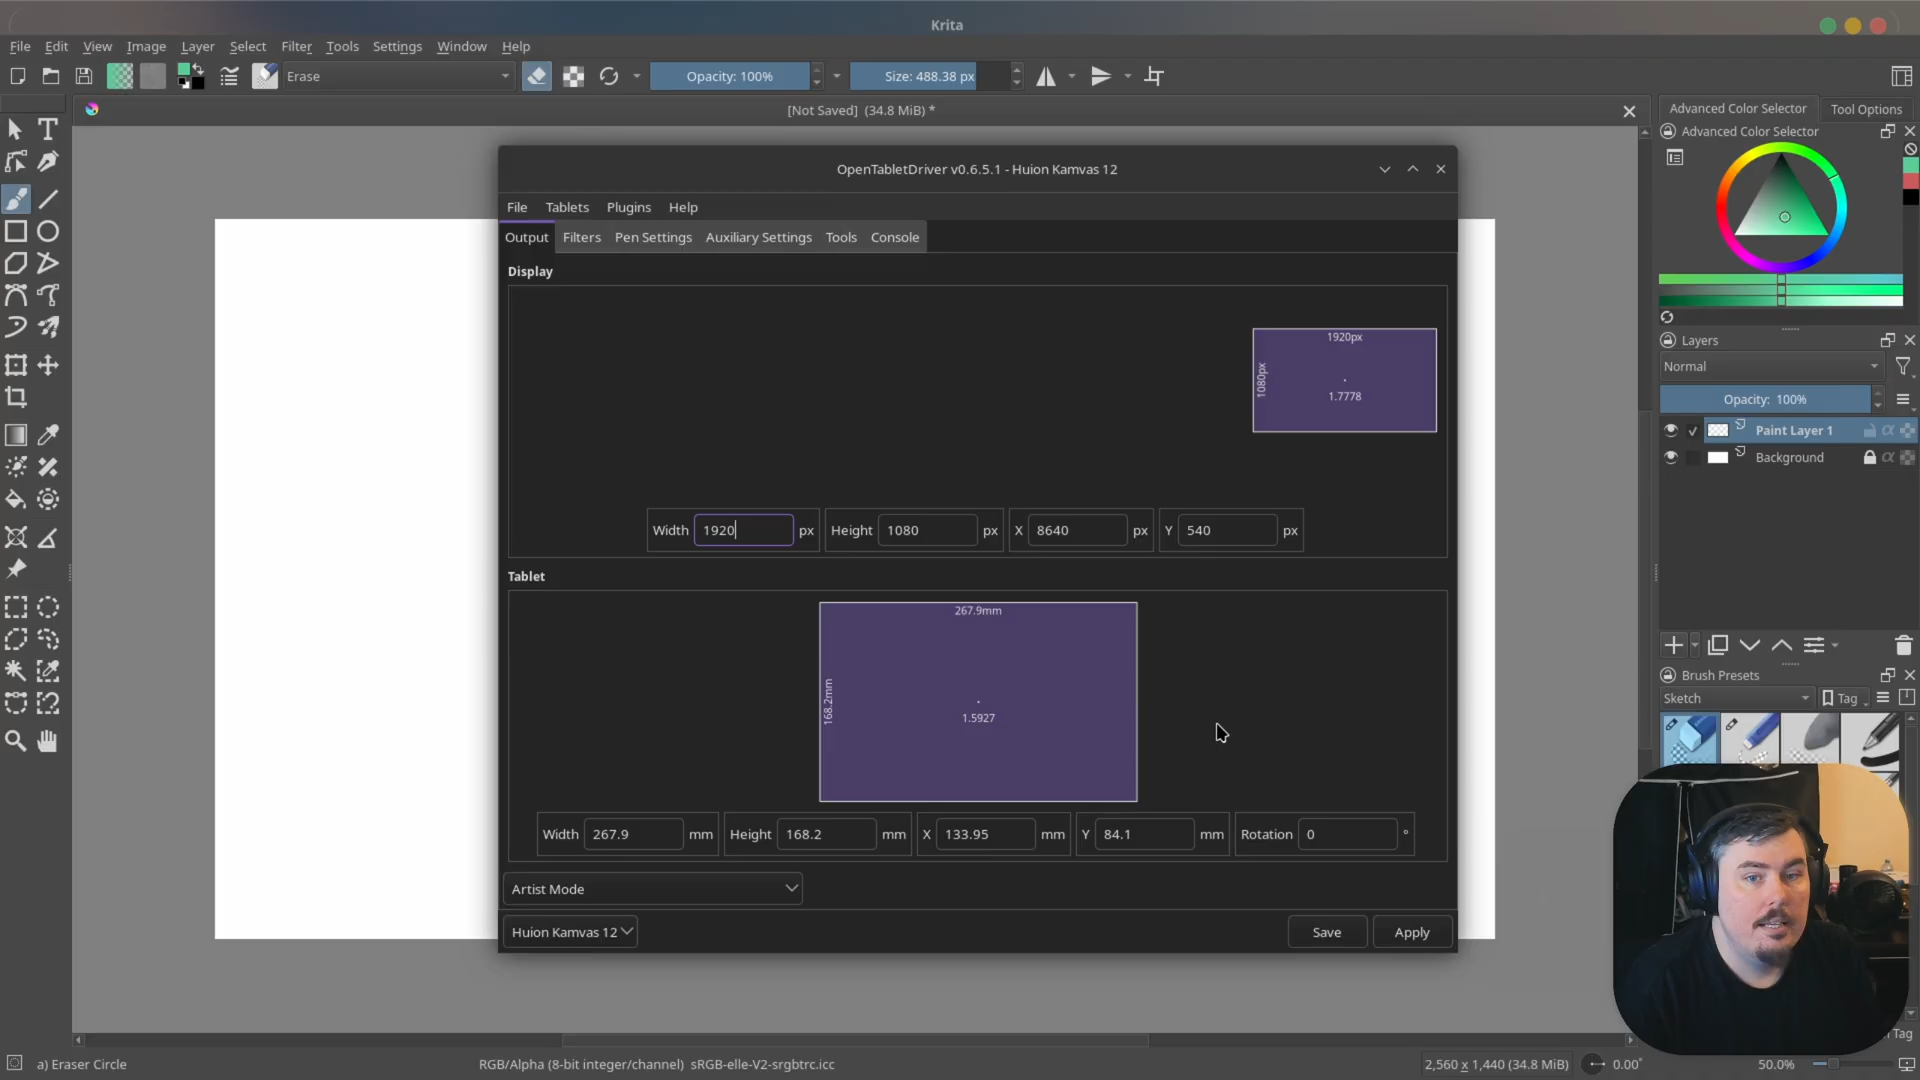 Krita
File Edit View Image Layer Select Filter Tools Settings Window Help
Erase Opacity: 100% Size: 488.38 px
[Not Saved] (34.8 MiB) *
Advanced Color Selector Tool Options
Advanced Color Selector
OpenTabletDriver v0.6.5.1 - Huion Kamvas 12
File Tablets Plugins Help
Output Filters Pen Settings Auxiliary Settings Tools Console
Display
1920px
1080px
1.7778
Width 1920 px Height 1080 px X 8640 px Y 540 px
Tablet
267.9mm
168.2mm
1.5927
Width 267.9 mm Height 168.2 mm X 133.95 mm Y 84.1 mm Rotation 0 °
Artist Mode
Huion Kamvas 12 Save Apply
Layers
Normal
Opacity: 100%
Paint Layer 1
Background
Brush Presets
Sketch Tag
Tag
a) Eraser Circle RGB/Alpha (8-bit integer/channel) sRGB-elle-V2-srgbtrc.icc 2,560 x 1,440 (34.8 MiB) 0.00° 50.0%